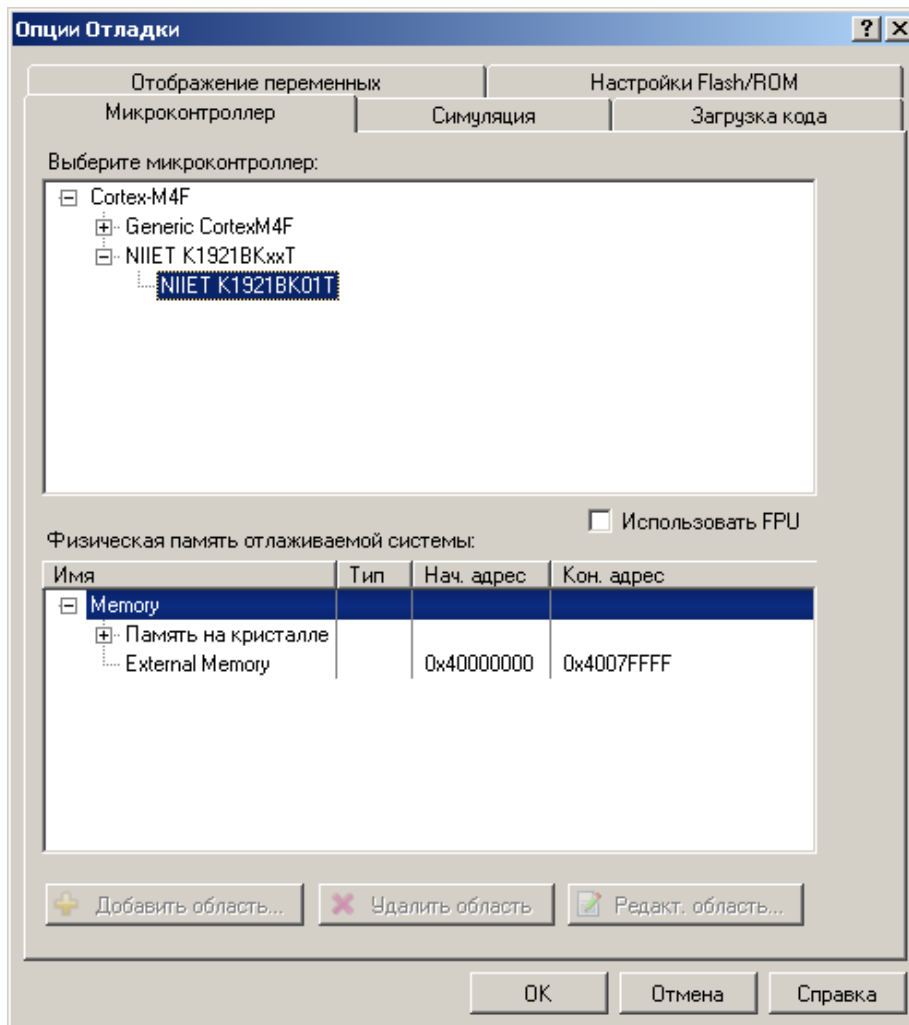 Опции Отладки
Отображение переменных Настройки Flash/ROM
Микроконтроллер Симуляция Загрузка кода
Выберите микроконтроллер:
Cortex-M4F
Generic CortexM4F
NIIET K1921BKxxT
NIIET K1921BK01T
Использовать FPU
Физическая память отлаживаемой системы:
Имя Тип Нач. адрес Кон. адрес
Memory
Память на кристалле
External Memory 0x40000000 0x4007FFFF
Добавить область... Удалить область Редакт. область...
OK Отмена Справка